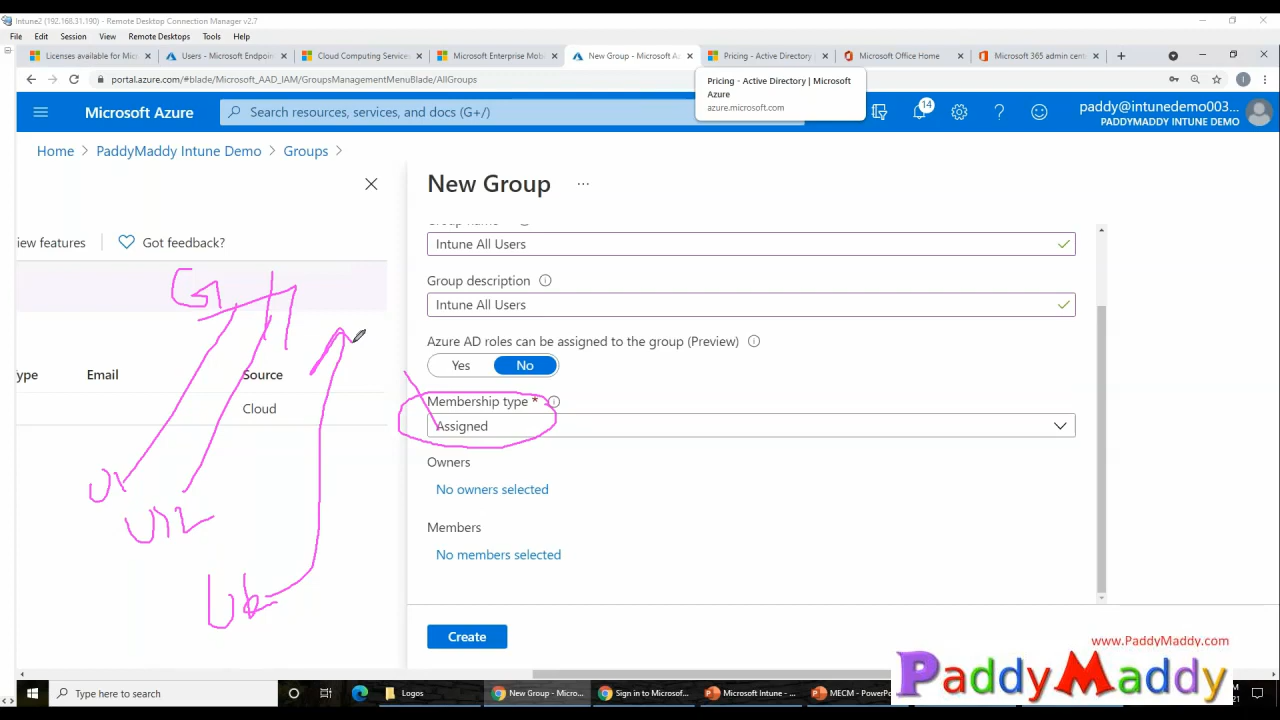 Intune2 (192.168.31.190) - Remote Desktop Connection Manager v2.7
File Edit Session View Remote Desktops Tools Help
Licenses available for Micr
Users - Microsoft Endpoin
Cloud Computing Services
Microsoft Enterprise Mob
New Group - Microsoft A
Pricing - Active Directory
Microsoft Office Home
Microsoft 365 admin cent
portal.azure.com/#blade/Microsoft_AAD_IAM/GroupsManagementMenuBlade/AllGroups
Pricing - Active Directory | Microsoft
Azure
azure.microsoft.com
Microsoft Azure
Search resources, services, and docs (G+/)
14
paddy@intunedemo003...
PADDYMADDY INTUNE DEMO
Home > PaddyMaddy Intune Demo > Groups >
New Group ...
iew features
Got feedback?
Intune All Users
Group description
Intune All Users
Azure AD roles can be assigned to the group (Preview)
Yes No
ype Email Source
Cloud
Membership type *
Assigned
Owners
No owners selected
Members
No members selected
G1
U1
Create
www.PaddyMaddy.com
PaddyMaddy
Type here to search
Logos
New Group - Micro...
Sign in to Microsof...
Microsoft Intune - ...
MECM - PowerPo